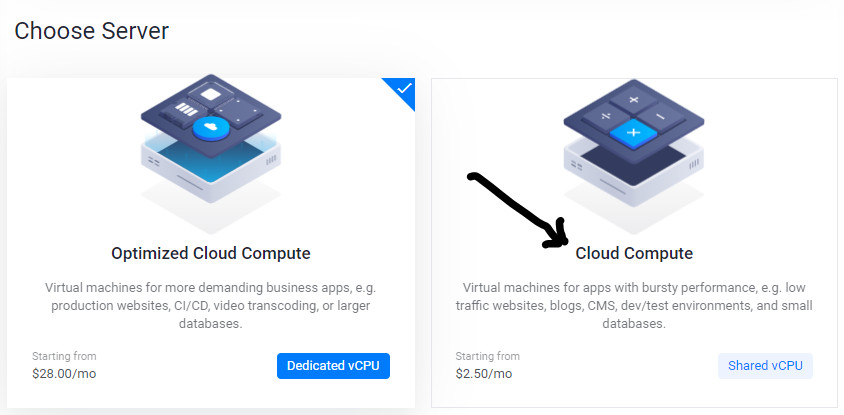 Choose Server
Optimized Cloud Compute
Virtual machines for more demanding business apps, e.g.
production websites, CI/CD, video transcoding, or larger
databases.
Starting from
$28.00/mo
Dedicated vCPU
Cloud Compute
Virtual machines for apps with bursty performance, e.g. low
traffic websites, blogs, CMS, dev/test environments, and small
databases.
Starting from
$2.50/mo
Shared vCPU